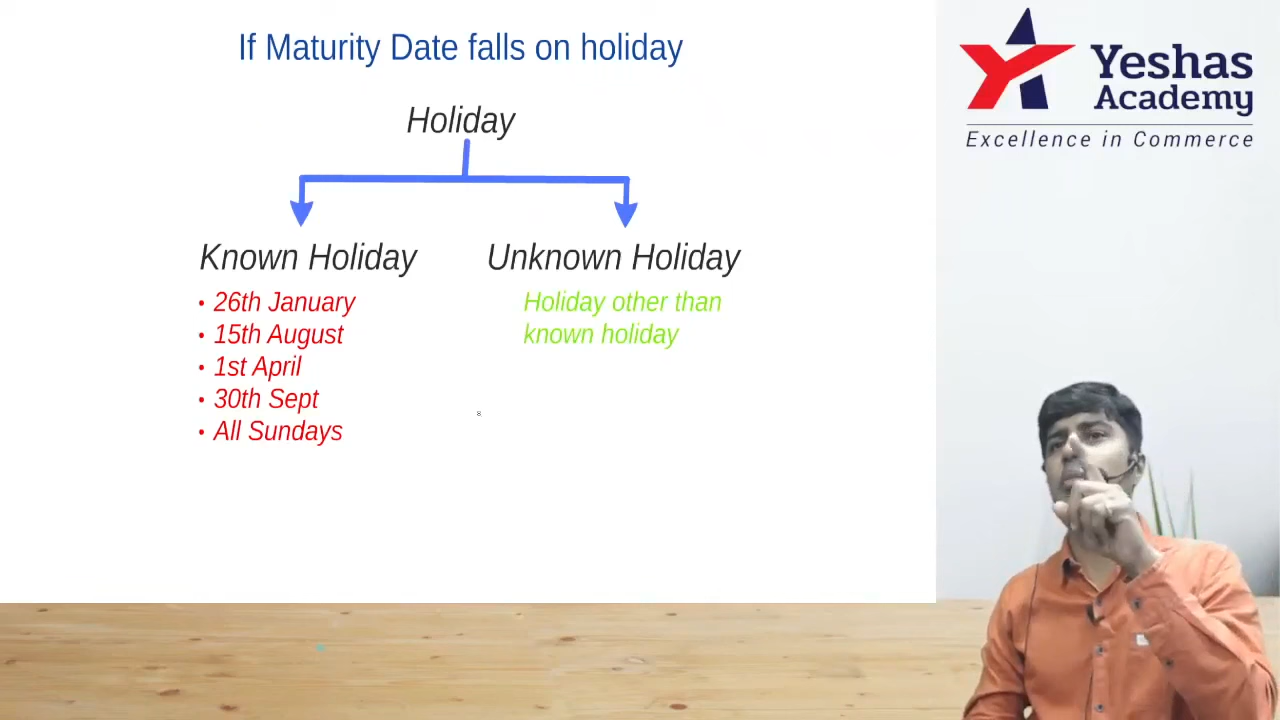 If Maturity Date falls on holiday
Holiday
Known Holiday
• 26th January
• 15th August
• 1st April
• 30th Sept
• All Sundays
Unknown Holiday
Holiday other than
known holiday
Yeshas
Academy
Excellence in Commerce